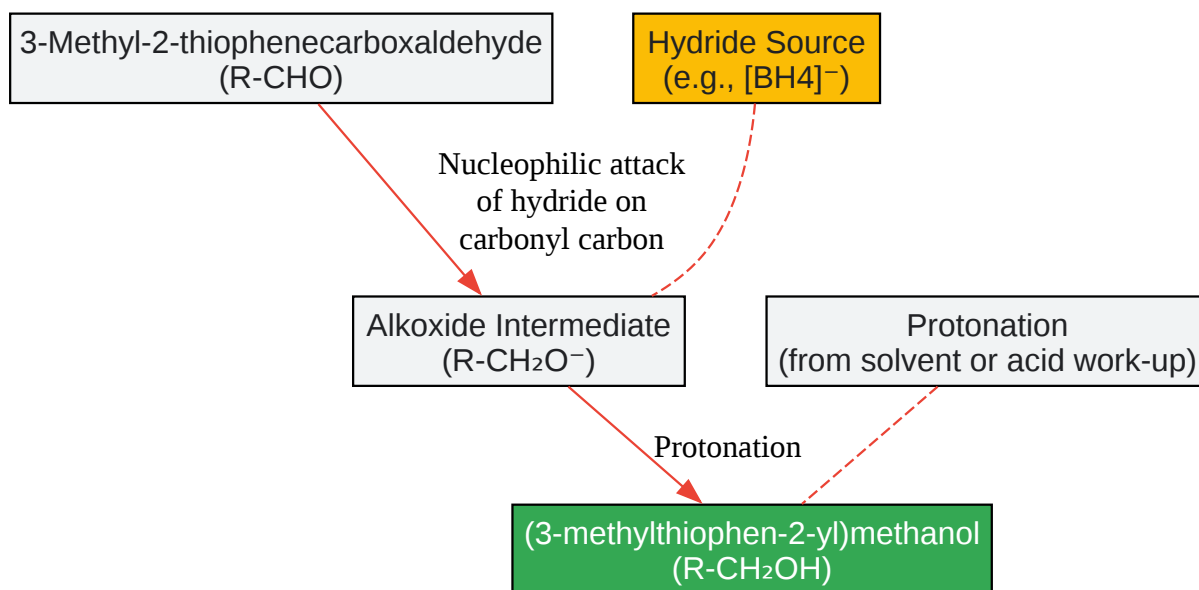 3-Methyl-2-thiophenecarboxaldehyde
(R-CHO)
Hydride Source
(e.g., [BH4]⁻)
Nucleophilic attack
of hydride on
carbonyl carbon
Alkoxide Intermediate
(R-CH₂O⁻)
Protonation
(from solvent or acid work-up)
Protonation
(3-methylthiophen-2-yl)methanol
(R-CH₂OH)